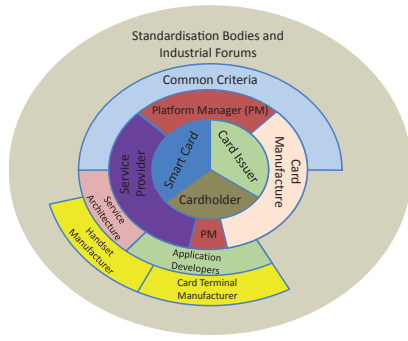 Standardisation Bodies and
Industrial Forums
Common Criteria
Platform Manager (PM)
Service
Provider
Smart Card
Card Issuer
Card
Manufacture
Cardholder
Service
Architecture
PM
Handset
Manufacturer
Application
Developers
Card Terminal
Manufacturer